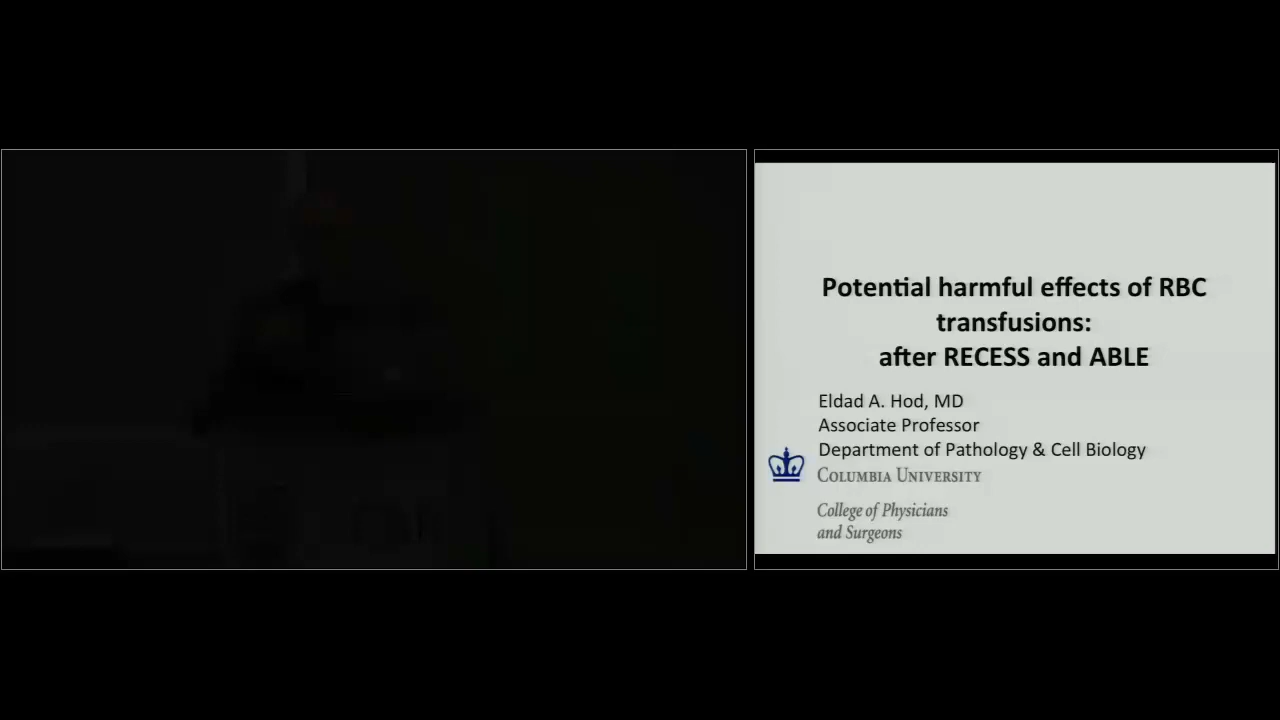 Potential harmful effects of RBC
transfusions:
after RECESS and ABLE
Eldad A. Hod, MD
Associate Professor
Department of Pathology & Cell Biology
COLUMBIA UNIVERSITY
College of Physicians
and Surgeons